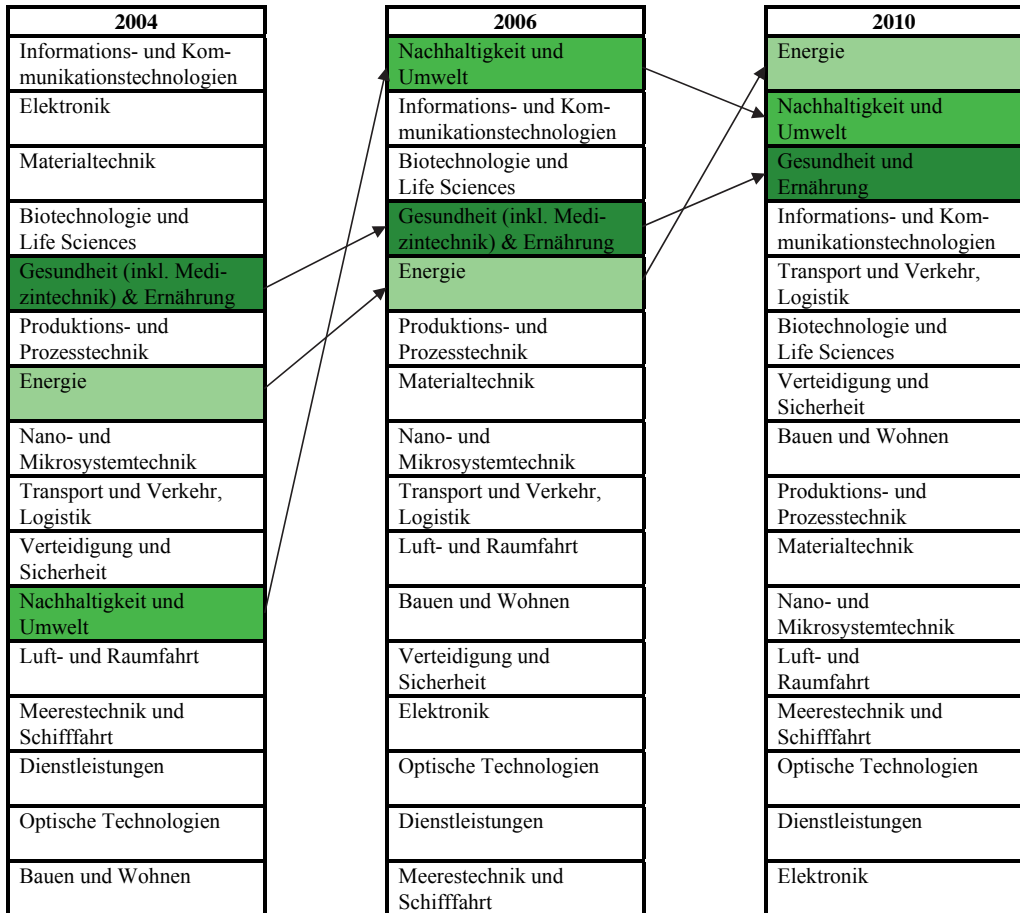 2004
Informations- und Kom-
munikationstechnologien
Elektronik
Materialtechnik
Biotechnologie und
Life Sciences
Gesundheit (inkl. Medi-
zintechnik) & Ernährung
Produktions- und
Prozesstechnik
Energie
Nano- und
Mikrosystemtechnik
Transport und Verkehr,
Logistik
Verteidigung und
Sicherheit
Nachhaltigkeit und
Umwelt
Luft- und Raumfahrt
Meerestechnik und
Schifffahrt
Dienstleistungen
Optische Technologien
Bauen und Wohnen
2006
Nachhaltigkeit und
Umwelt
Informations- und Kom-
munikationstechnologien
Biotechnologie und
Life Sciences
Gesundheit (inkl. Medi-
zintechnik) & Ernährung
Energie
Produktions- und
Prozesstechnik
Materialtechnik
Nano- und
Mikrosystemtechnik
Transport und Verkehr,
Logistik
Luft- und Raumfahrt
Bauen und Wohnen
Verteidigung und
Sicherheit
Elektronik
Optische Technologien
Dienstleistungen
Meerestechnik und
Schifffahrt
2010
Energie
Nachhaltigkeit und
Umwelt
Gesundheit und
Ernährung
Informations- und Kom-
munikationstechnologien
Transport und Verkehr,
Logistik
Biotechnologie und
Life Sciences
Verteidigung und
Sicherheit
Bauen und Wohnen
Produktions- und
Prozesstechnik
Materialtechnik
Nano- und
Mikrosystemtechnik
Luft- und
Raumfahrt
Meerestechnik und
Schifffahrt
Optische Technologien
Dienstleistungen
Elektronik